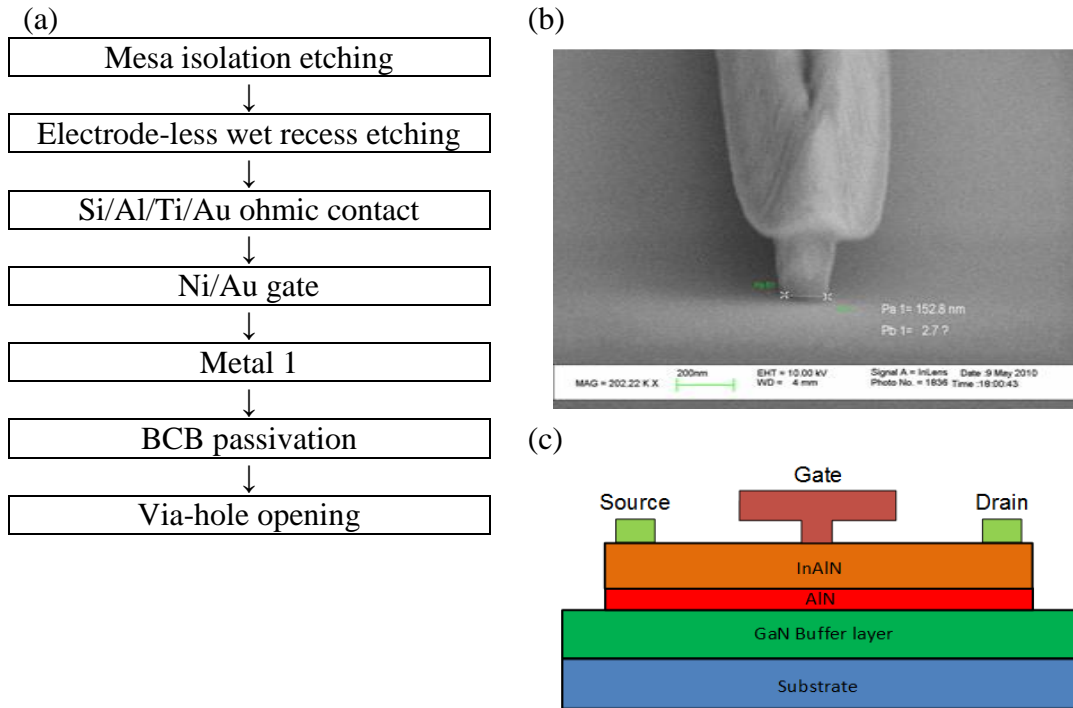 (a)
Mesa isolation etching
↓
Electrode-less wet recess etching
↓
Si/Al/Ti/Au ohmic contact
↓
Ni/Au gate
↓
Metal 1
↓
BCB passivation
↓
Via-hole opening
(b)
Pa 1= 152.8 nm
Pb 1= 2.7 ?
MAG = 202.22 K X
200nm
EHT = 10.00 kV
WD = 4 mm
Signal A = InLens Date :9 May 2010
Photo No. = 1836 Time :18:00:43
(c)
Gate
Source
Drain
InAlN
AlN
GaN Buffer layer
Substrate